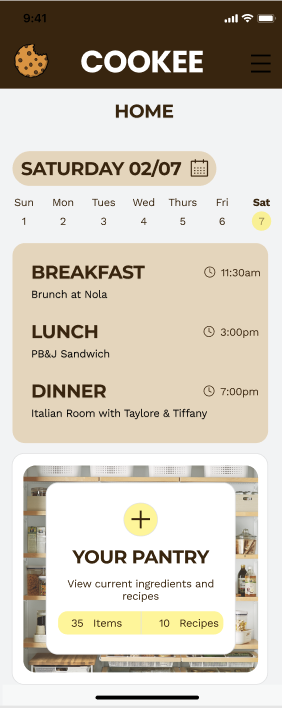 9:41
COOKEE
HOME
SATURDAY 02/07
Sun Mon Tues Wed Thurs Fri Sat
1 2 3 4 5 6 7
BREAKFAST 11:30am
Brunch at Nola
LUNCH 3:00pm
PB&J Sandwich
DINNER 7:00pm
Italian Room with Taylore & Tiffany
YOUR PANTRY
View current ingredients and
recipes
35 Items 10 Recipes